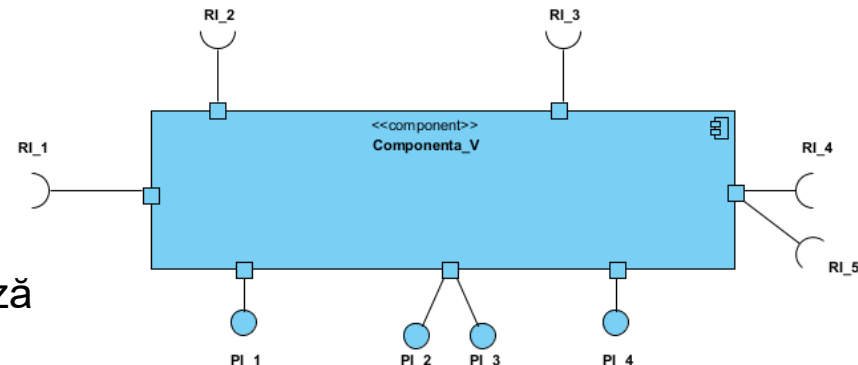 RI_2
RI_3
<<component>>
Componenta_V
RI_1
RI_4
RI_5
ză
PI_1
PI_2
PI_3
PI_4